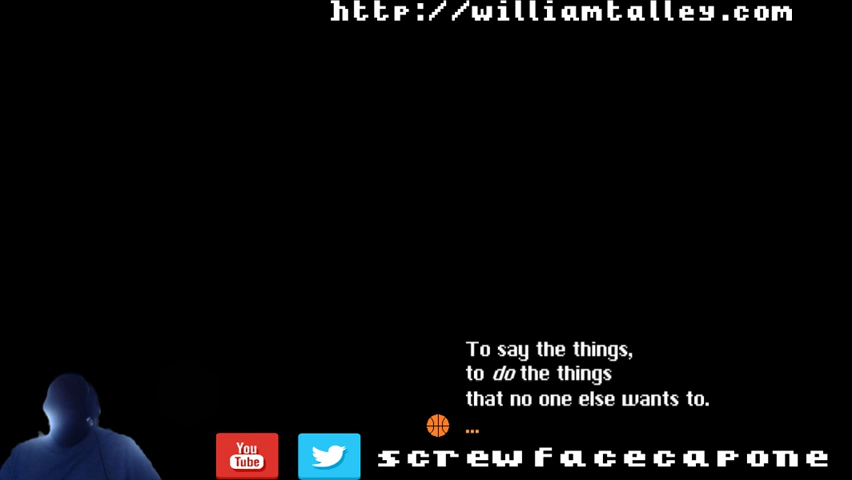 http://williamtalley.com
To say the things,
to do the things
that no one else wants to.
...
You
Tube
screwfacecapone